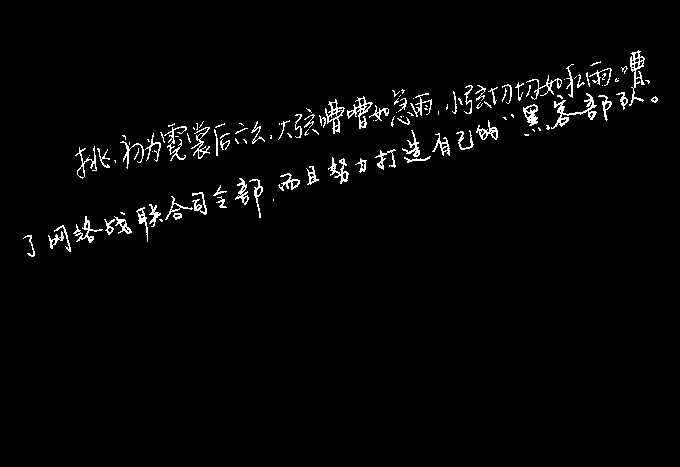 挑,初为霓裳后六么,大弦嘈嘈如急雨,小弦切切如私雨。嘈
了网络战联合司令部,而且努力打造自己的“黑客部队。